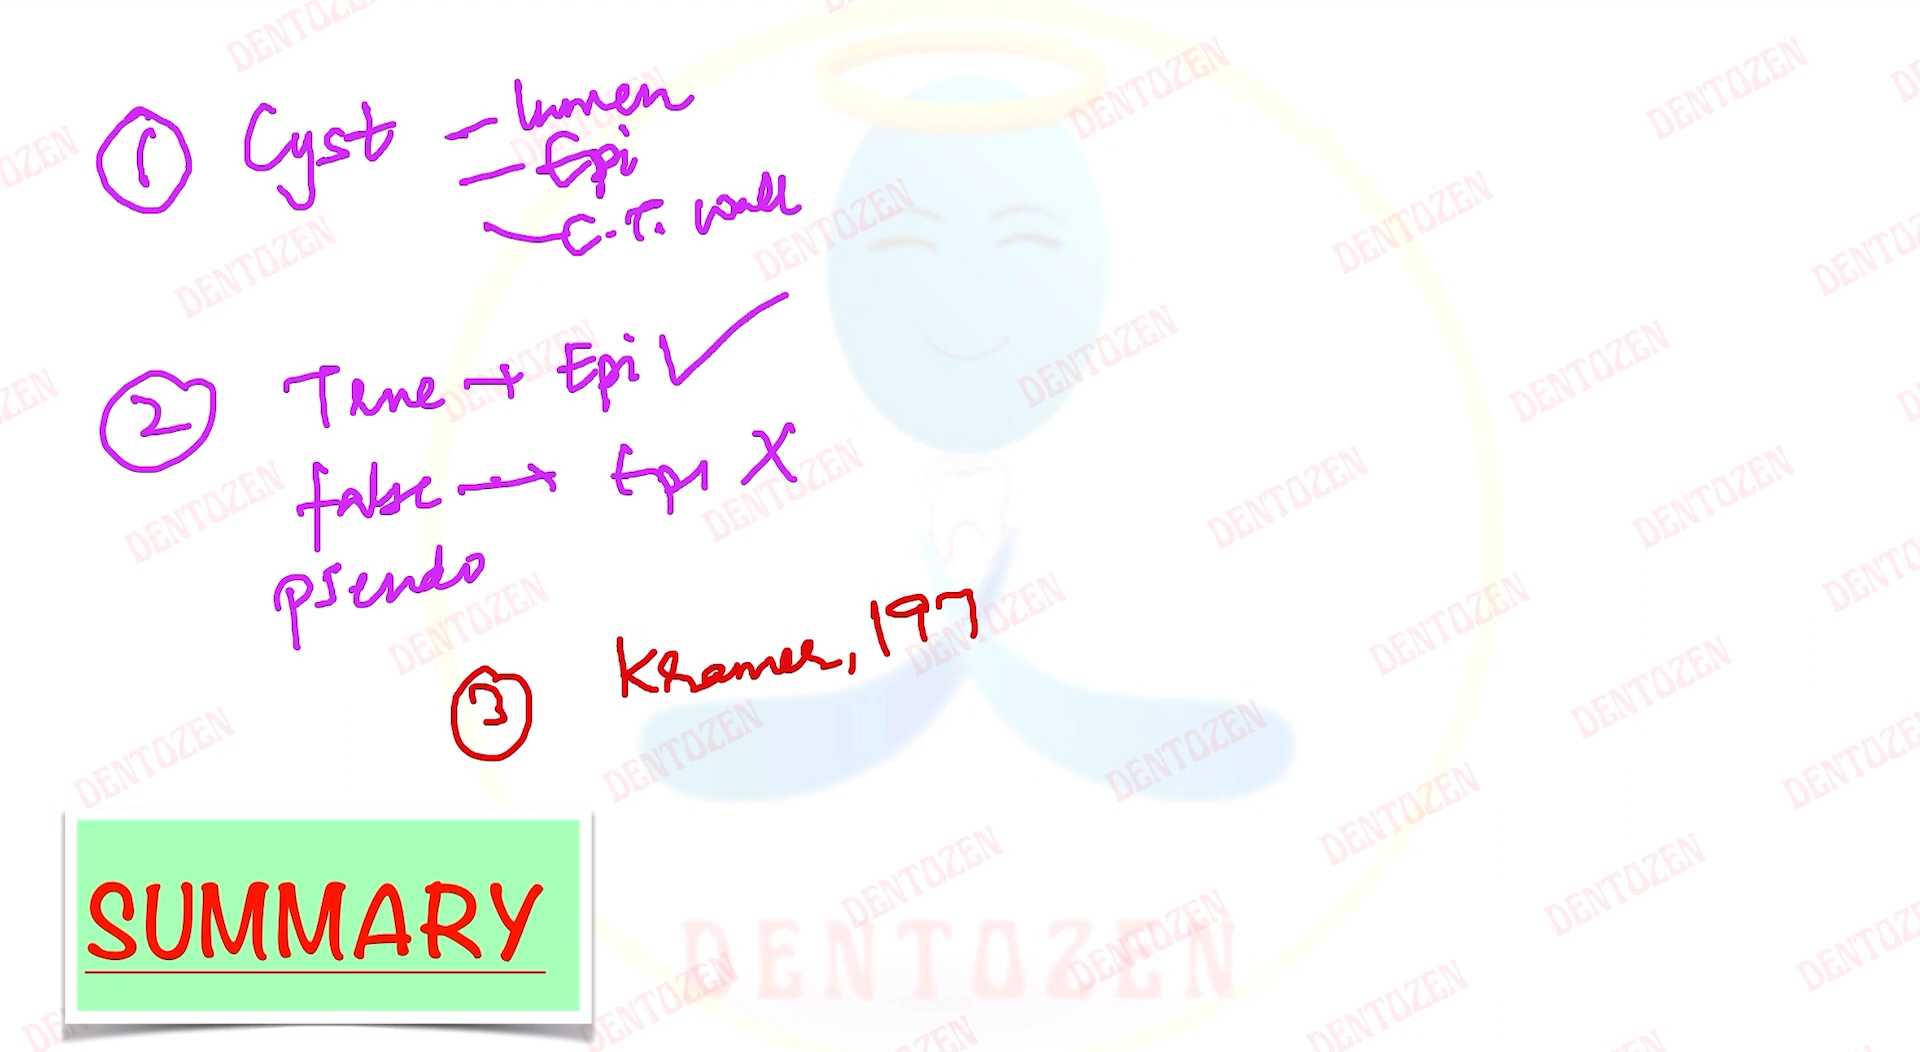 1 Cyst - Lumen
- Epi
- C.T. Wall
2 True → Epi ✓
false → Epi X
pseudo
3 Kramer, 197
SUMMARY
DENTOZEN